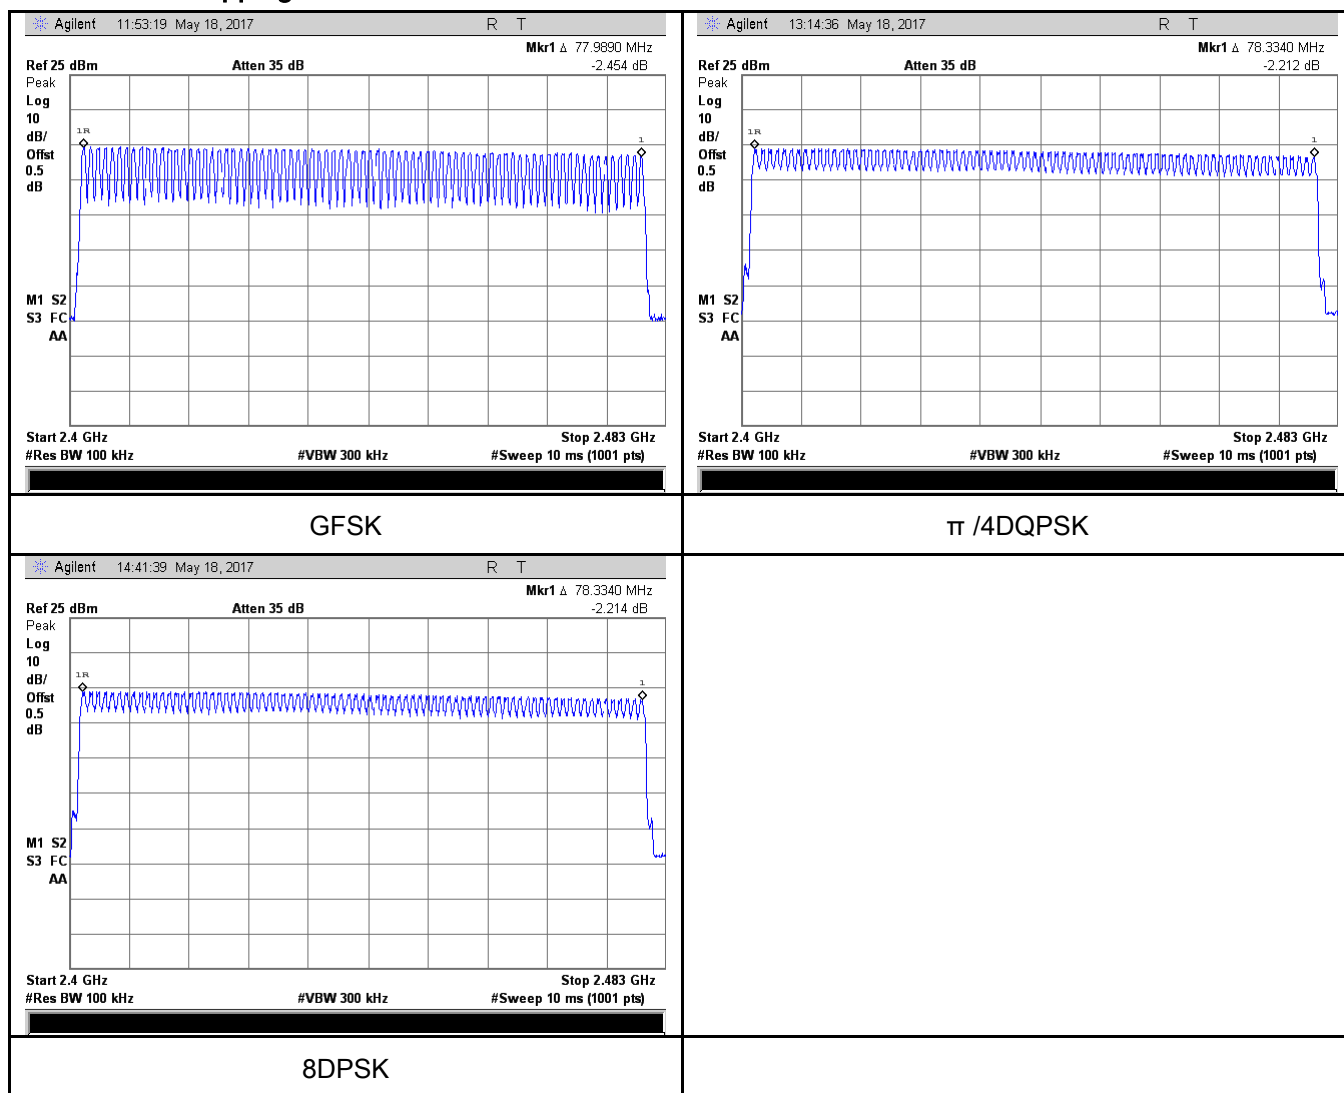 Agilent 11:53:19 May 18, 2017 R T
Mkr1 Δ 77.9890 MHz
Ref 25 dBm Atten 35 dB -2.454 dB
Peak
Log
10
dB/
Offst
0.5
dB
1R
1
M1 S2
S3 FC
AA
Start 2.4 GHz Stop 2.483 GHz
#Res BW 100 kHz #VBW 300 kHz #Sweep 10 ms (1001 pts)
GFSK
Agilent 13:14:36 May 18, 2017 R T
Mkr1 Δ 78.3340 MHz
Ref 25 dBm Atten 35 dB -2.212 dB
Peak
Log
10
dB/
Offst
0.5
dB
1R
1
M1 S2
S3 FC
AA
Start 2.4 GHz Stop 2.483 GHz
#Res BW 100 kHz #VBW 300 kHz #Sweep 10 ms (1001 pts)
π /4DQPSK
Agilent 14:41:39 May 18, 2017 R T
Mkr1 Δ 78.3340 MHz
Ref 25 dBm Atten 35 dB -2.214 dB
Peak
Log
10
dB/
Offst
0.5
dB
1R
1
M1 S2
S3 FC
AA
Start 2.4 GHz Stop 2.483 GHz
#Res BW 100 kHz #VBW 300 kHz #Sweep 10 ms (1001 pts)
8DPSK